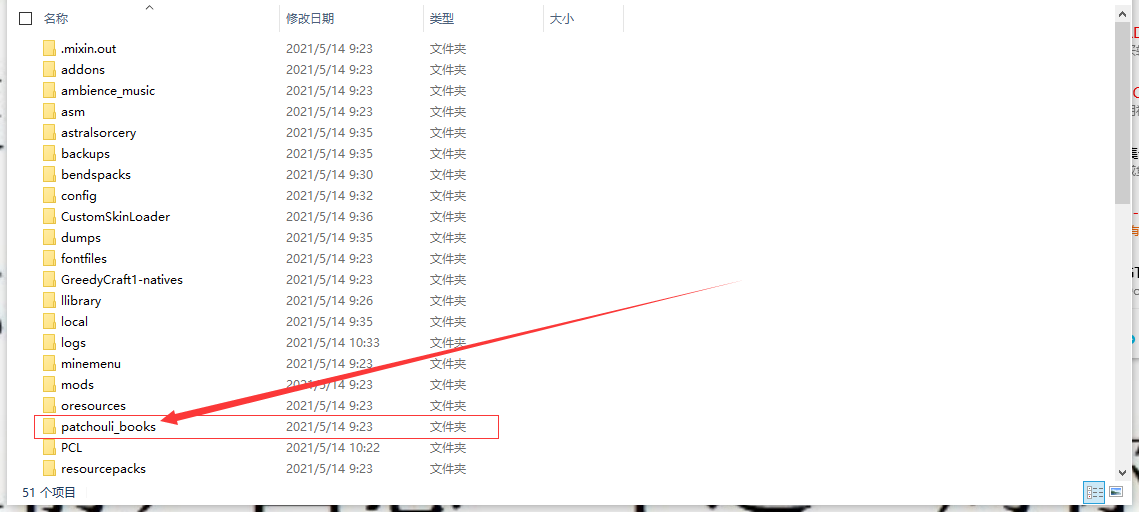 名称 修改日期 类型 大小
.mixin.out 2021/5/14 9:23 文件夹
addons 2021/5/14 9:23 文件夹
ambience_music 2021/5/14 9:23 文件夹
asm 2021/5/14 9:23 文件夹
astralsorcery 2021/5/14 9:35 文件夹
backups 2021/5/14 9:35 文件夹
bendspacks 2021/5/14 9:30 文件夹
config 2021/5/14 9:32 文件夹
CustomSkinLoader 2021/5/14 9:36 文件夹
dumps 2021/5/14 9:35 文件夹
fontfiles 2021/5/14 9:23 文件夹
GreedyCraft1-natives 2021/5/14 9:23 文件夹
llibrary 2021/5/14 9:26 文件夹
local 2021/5/14 9:35 文件夹
logs 2021/5/14 10:33 文件夹
minemenu 2021/5/14 9:23 文件夹
mods 2021/5/14 9:23 文件夹
oresources 2021/5/14 9:23 文件夹
patchouli_books 2021/5/14 9:23 文件夹
PCL 2021/5/14 10:22 文件夹
resourcepacks 2021/5/14 9:23 文件夹
51 个项目